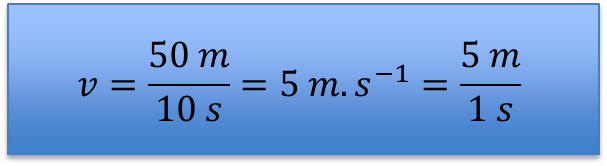 v = 50 m / 10 s = 5 m.s⁻¹ = 5 m / 1 s